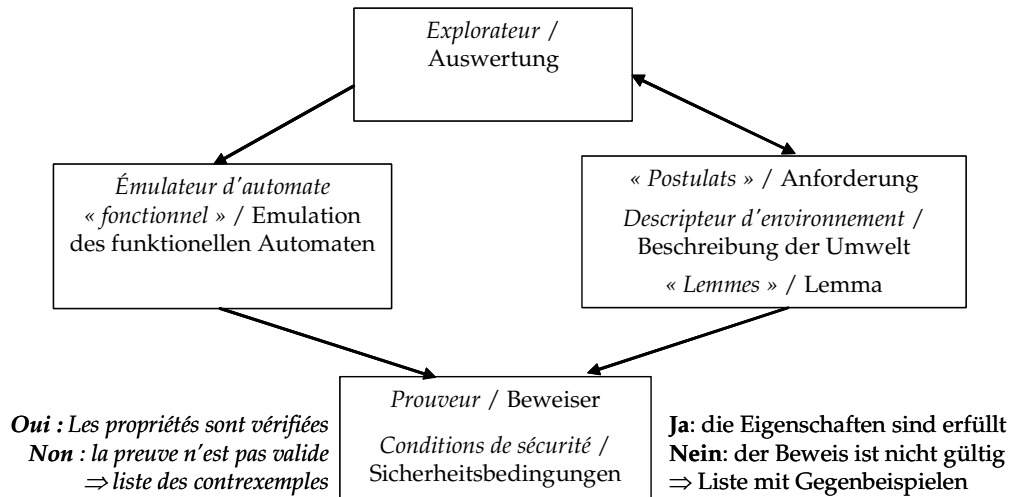 Explorateur /
Auswertung
Émulateur d'automate
« fonctionnel » / Emulation
des funktionellen Automaten
« Postulats » / Anforderung
Descripteur d'environnement /
Beschreibung der Umwelt
« Lemmes » / Lemma
Prouveur / Beweiser
Conditions de sécurité /
Sicherheitsbedingungen
Oui : Les propriétés sont vérifiées
Non : la preuve n'est pas valide
⇒ liste des contrexemples
Ja: die Eigenschaften sind erfüllt
Nein: der Beweis ist nicht gültig
⇒ Liste mit Gegenbeispielen